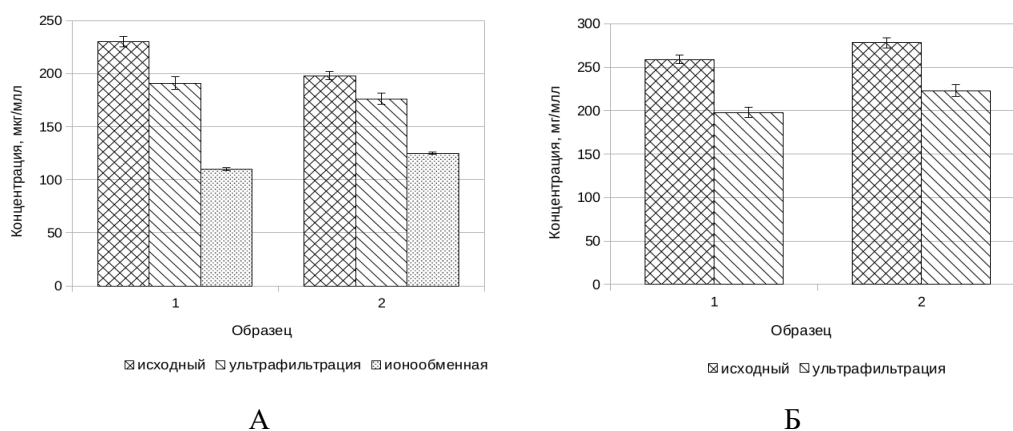 250
200
150
100
50
0
Концентрация, мкг/млл
1
2
Образец
исходный ультрафильтрация ионообменная
А
300
250
200
150
100
50
0
Концентрация, мг/млл
1
2
Образец
исходный ультрафильтрация
Б